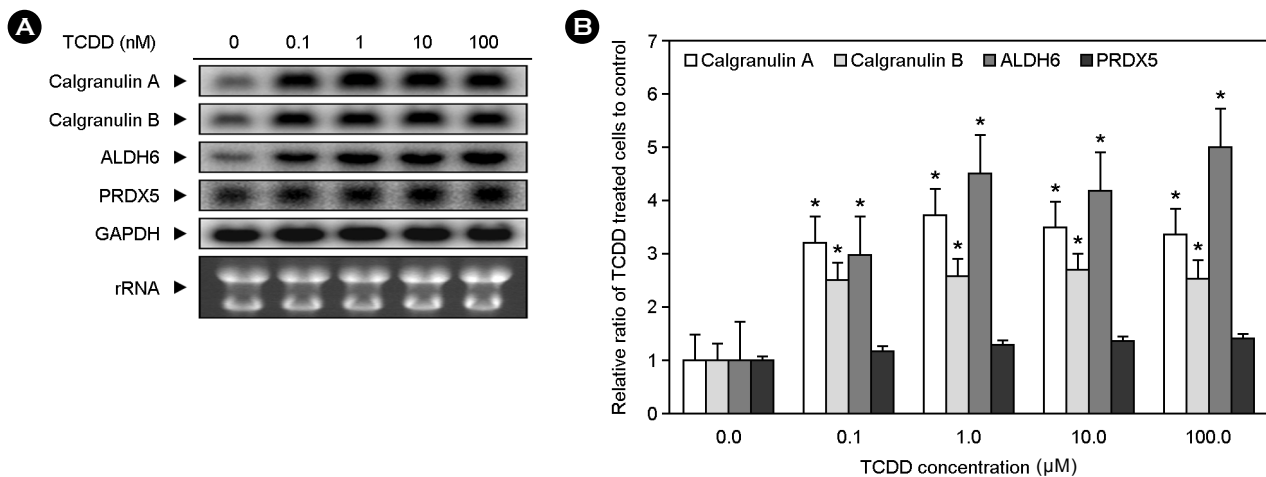 A
TCDD (nM) 0 0.1 1 10 100
Calgranulin A ►
Calgranulin B ►
ALDH6 ►
PRDX5 ►
GAPDH ►
rRNA ►
B
Relative ratio of TCDD treated cells to control
7
6
5
4
3
2
1
0
Calgranulin A Calgranulin B ALDH6 PRDX5
* * *
* * *
* * *
* * *
0.0 0.1 1.0 10.0 100.0
TCDD concentration (µM)